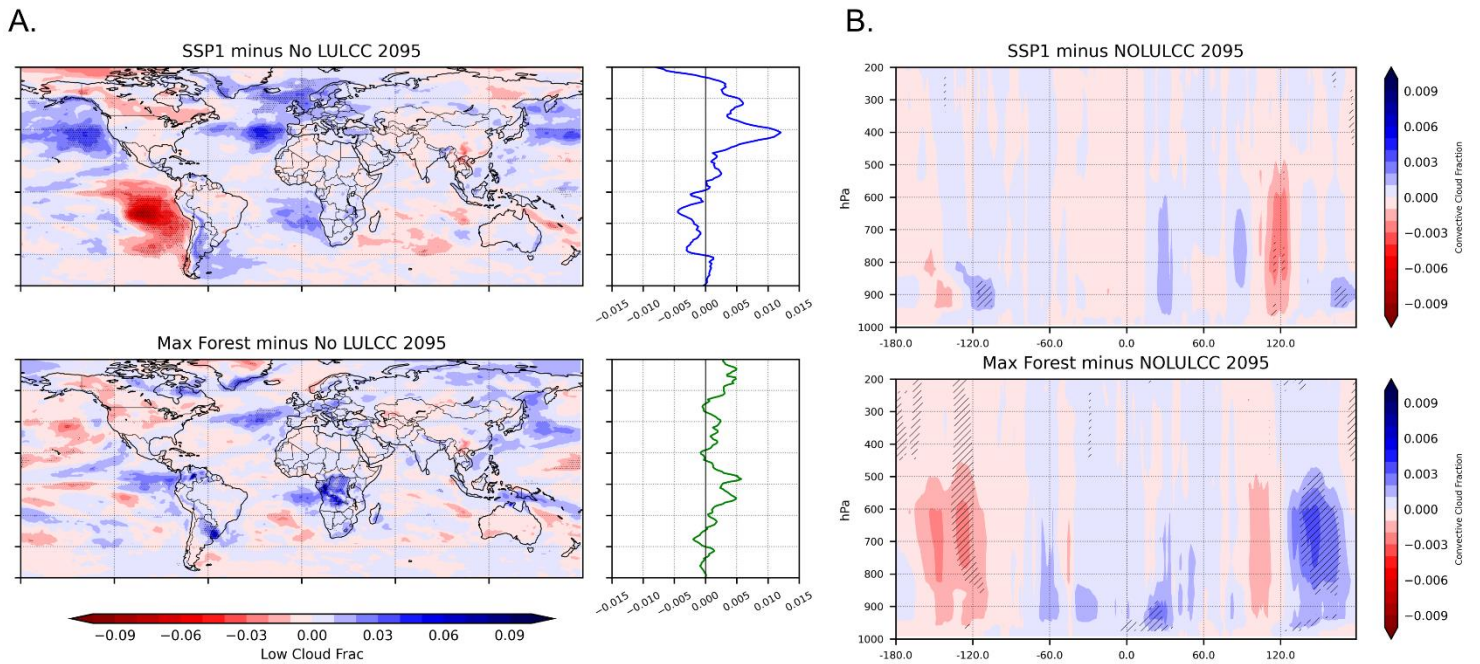 A.
SSP1 minus No LULCC 2095
−0.015 −0.010 −0.005 0.000 0.005 0.010 0.015
Max Forest minus No LULCC 2095
−0.015 −0.010 −0.005 0.000 0.005 0.010 0.015
−0.09 −0.06 −0.03 0.00 0.03 0.06 0.09
Low Cloud Frac
B.
SSP1 minus NOLULCC 2095
200
300
400
500
600
700
800
900
1000
hPa
-180.0 -120.0 -60.0 0.0 60.0 120.0
0.009
0.006
0.003
0.000
−0.003
−0.006
−0.009
Convective Cloud Fraction
Max Forest minus NOLULCC 2095
200
300
400
500
600
700
800
900
1000
hPa
-180.0 -120.0 -60.0 0.0 60.0 120.0
0.009
0.006
0.003
0.000
−0.003
−0.006
−0.009
Convective Cloud Fraction